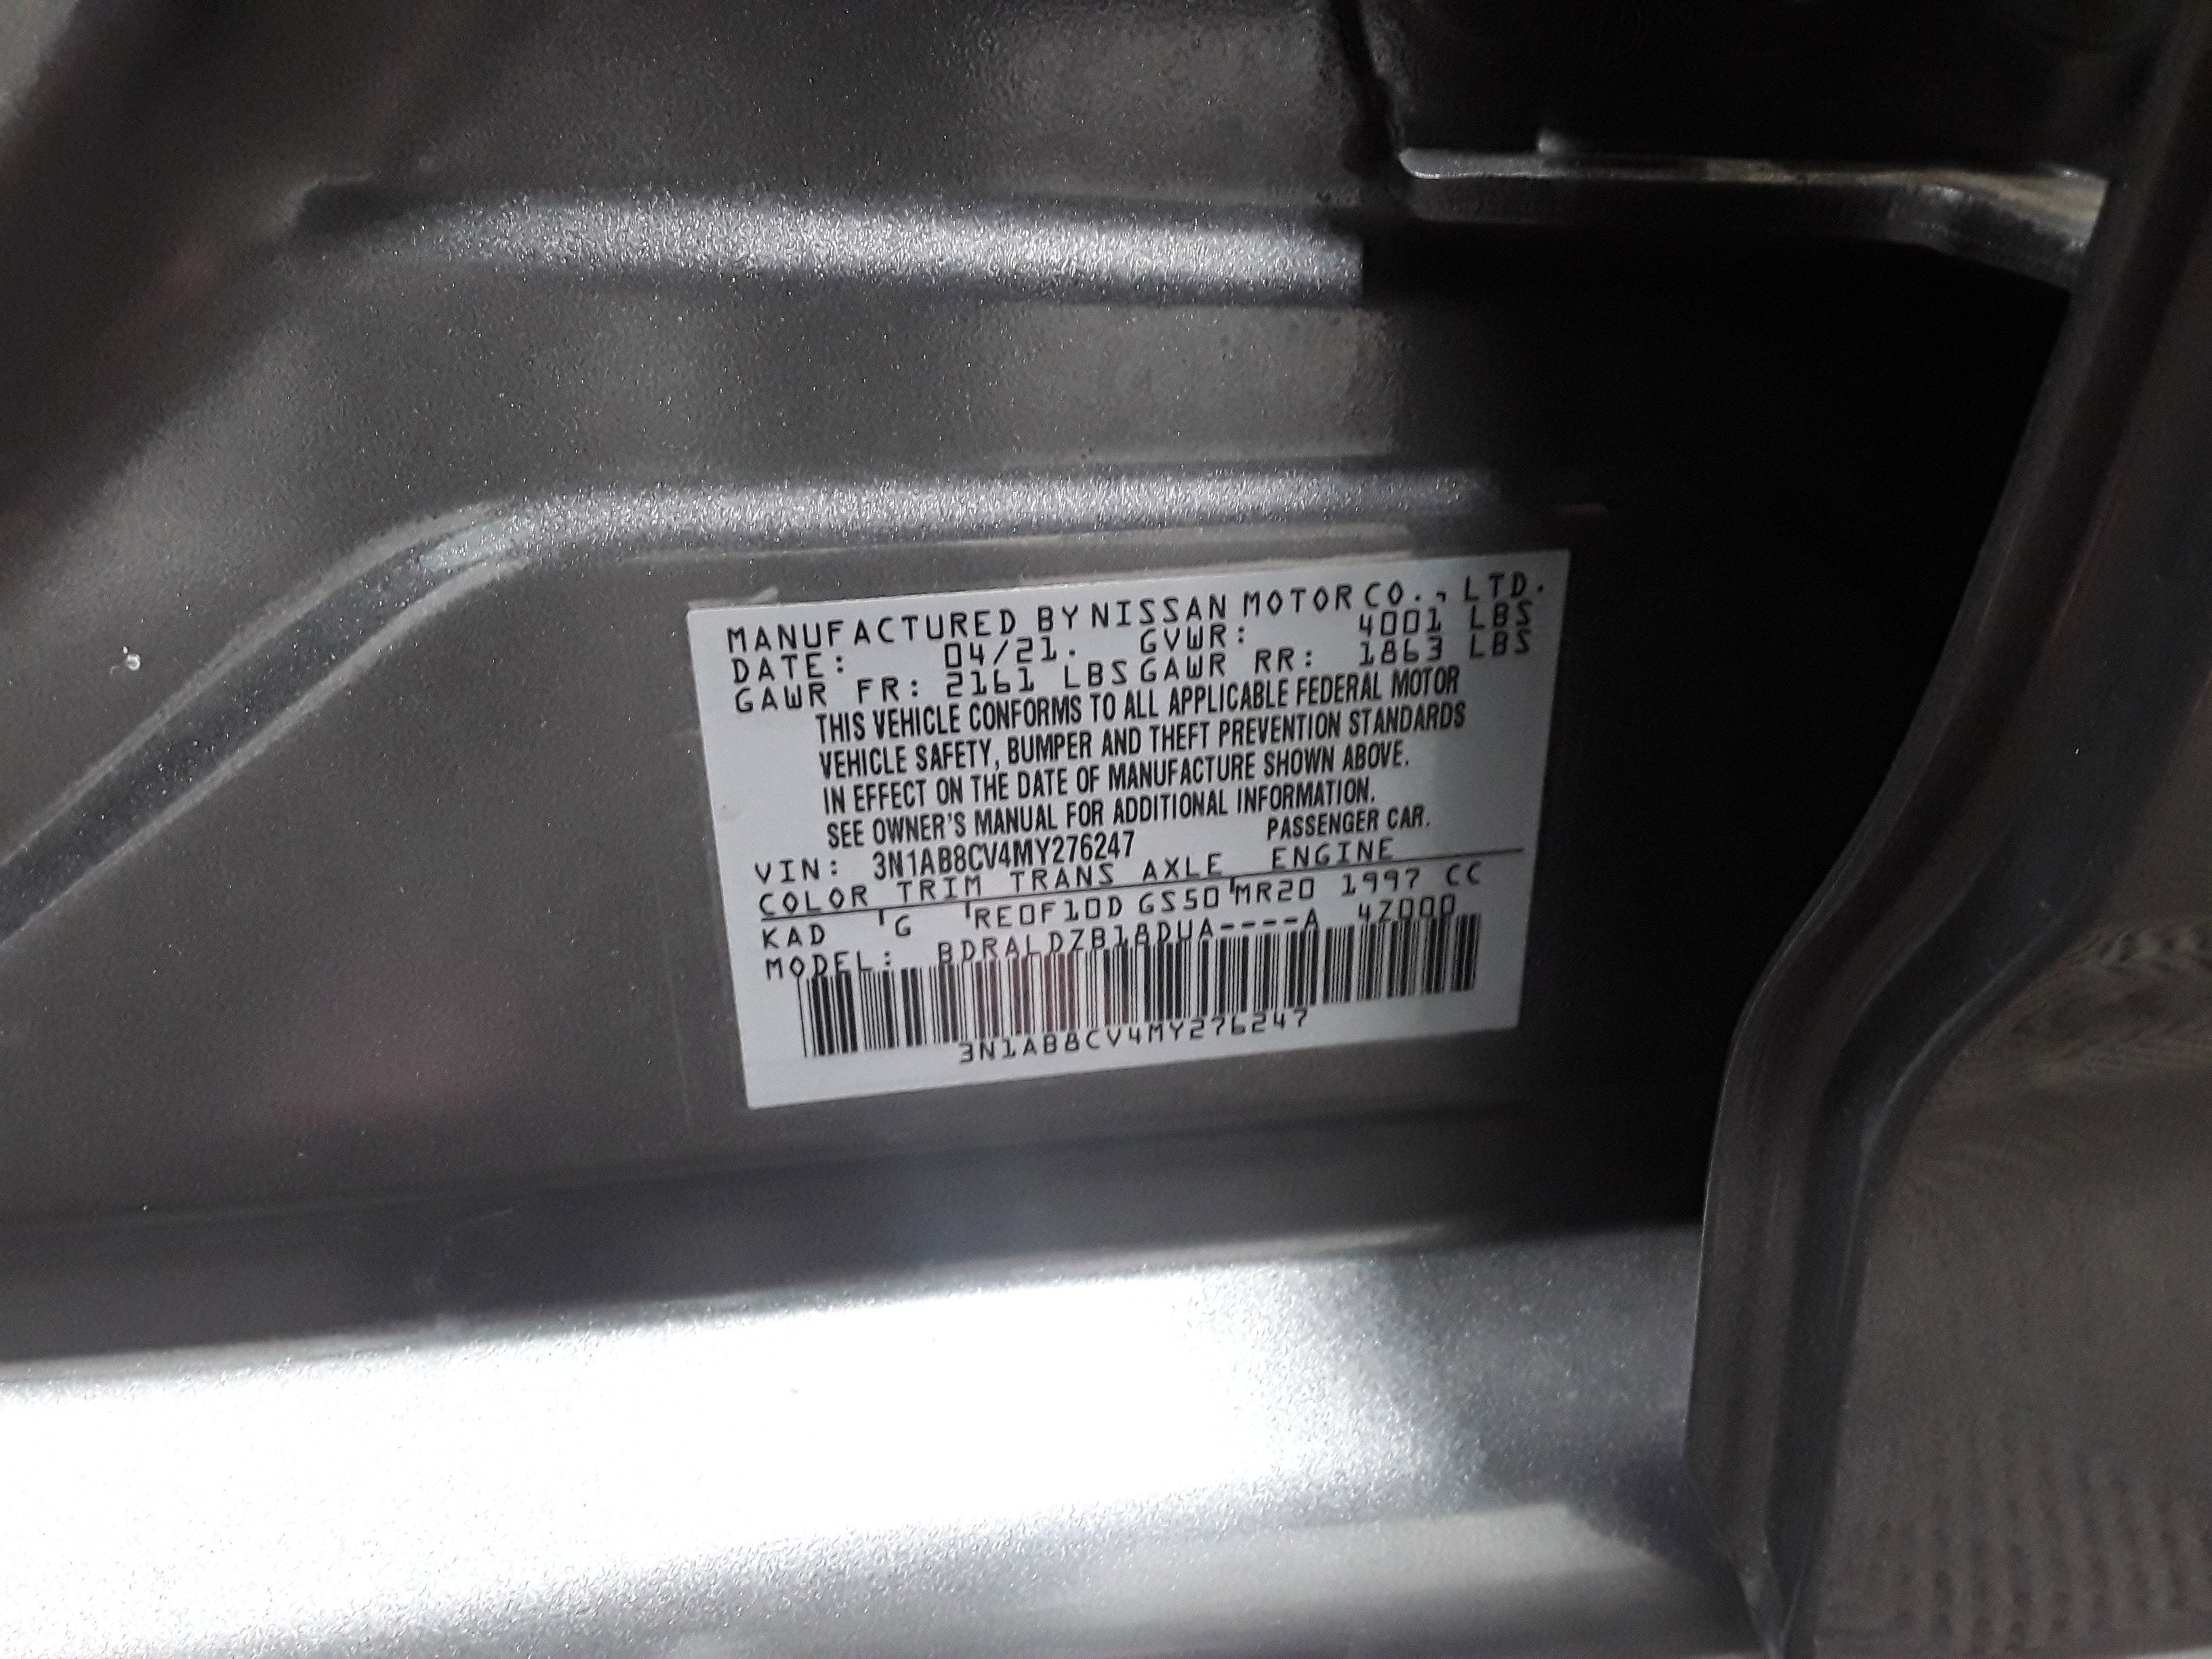 MANUFACTURED BY NISSAN MOTOR CO., LTD.
DATE: 04/21. GVWR: 4001 LBS
GAWR FR: 2161 LBS GAWR RR: 1863 LBS
THIS VEHICLE CONFORMS TO ALL APPLICABLE FEDERAL MOTOR
VEHICLE SAFETY, BUMPER AND THEFT PREVENTION STANDARDS
IN EFFECT ON THE DATE OF MANUFACTURE SHOWN ABOVE.
SEE OWNER'S MANUAL FOR ADDITIONAL INFORMATION.
VIN: 3N1AB8CV4MY276247 PASSENGER CAR.
COLOR TRIM TRANS AXLE ENGINE
KAD G RE0F10D GS50 MR20 1997 CC
MODEL: BDRALDZB18DUA----A 4Z000
3N1AB8CV4MY276247